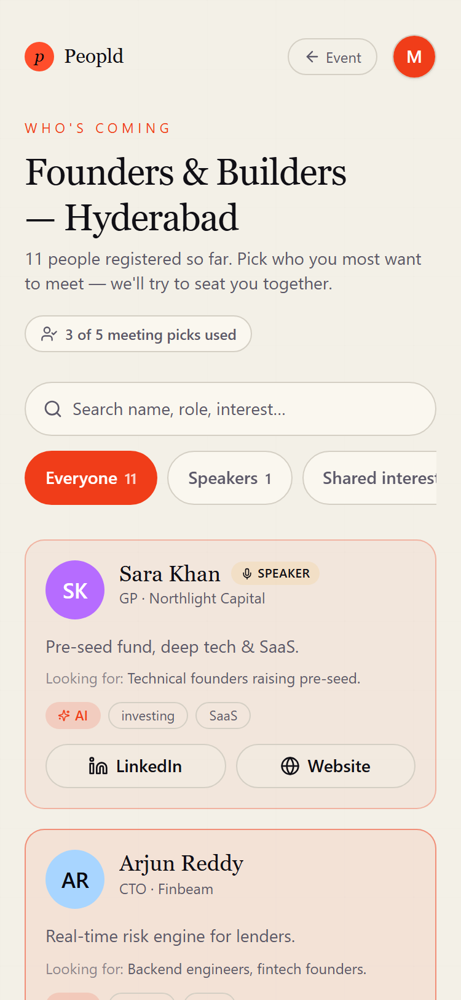 p Peopld
← Event
M
WHO'S COMING
Founders & Builders
— Hyderabad
11 people registered so far. Pick who you most want
to meet — we'll try to seat you together.
3 of 5 meeting picks used
Search name, role, interest...
Everyone 11
Speakers 1
Shared interest
SK
Sara Khan
SPEAKER
GP · Northlight Capital
Pre-seed fund, deep tech & SaaS.
Looking for: Technical founders raising pre-seed.
AI
investing
SaaS
LinkedIn
Website
AR
Arjun Reddy
CTO · Finbeam
Real-time risk engine for lenders.
Looking for: Backend engineers, fintech founders.